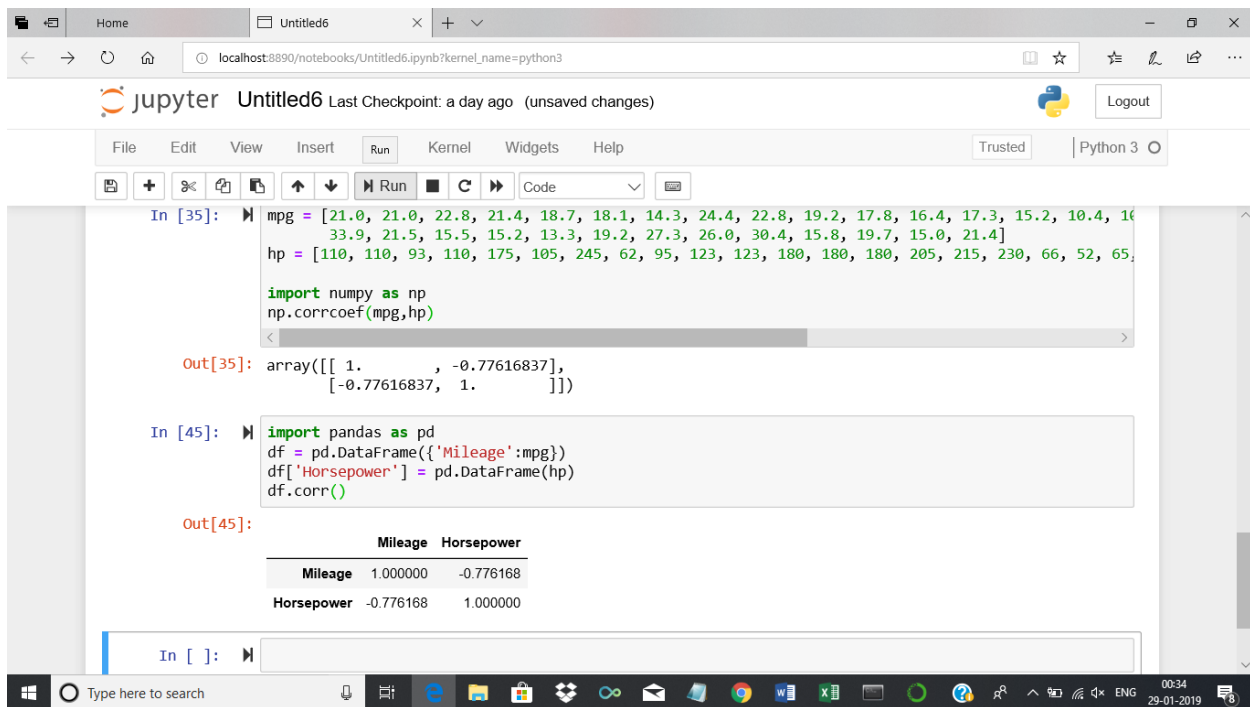 Home
Untitled6
localhost:8890/notebooks/Untitled6.ipynb?kernel_name=python3
jupyter Untitled6 Last Checkpoint: a day ago (unsaved changes)
Logout
File Edit View Insert Run Kernel Widgets Help
Trusted
Python 3
Run
Code
In [35]: mpg = [21.0, 21.0, 22.8, 21.4, 18.7, 18.1, 14.3, 24.4, 22.8, 19.2, 17.8, 16.4, 17.3, 15.2, 10.4,
33.9, 21.5, 15.5, 15.2, 13.3, 19.2, 27.3, 26.0, 30.4, 15.8, 19.7, 15.0, 21.4]
hp = [110, 110, 93, 110, 175, 105, 245, 62, 95, 123, 123, 180, 180, 180, 205, 215, 230, 66, 52, 65,
import numpy as np
np.corrcoef(mpg,hp)
Out[35]: array([[ 1. , -0.77616837],
[-0.77616837, 1. ]])
In [45]: import pandas as pd
df = pd.DataFrame({'Mileage':mpg})
df['Horsepower'] = pd.DataFrame(hp)
df.corr()
Out[45]:
Mileage Horsepower
Mileage 1.000000 -0.776168
Horsepower -0.776168 1.000000
In [ ]:
Type here to search
ENG
00:34
29-01-2019
8